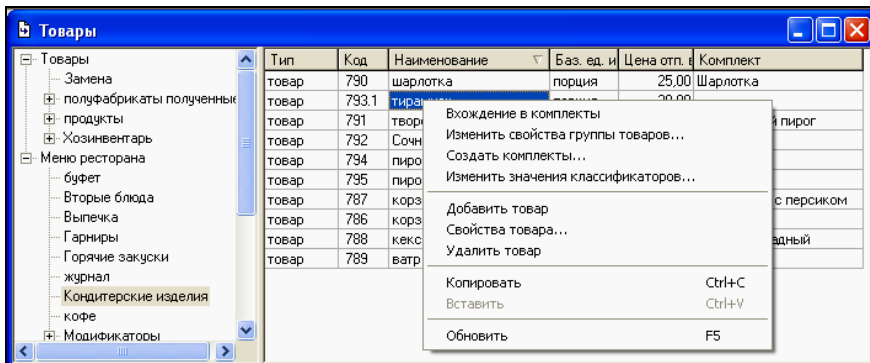 Товары
Товары
Замена
полуфабрикаты полученные
продукты
Хозинвентарь
Меню ресторана
буфет
Вторые блюда
Выпечка
Гарниры
Горячие закуски
журнал
Кондитерские изделия
кофе
Модификаторы
Тип Код Наименование Баз. ед. и Цена отп. в Комплект
товар 790 шарлотка порция 25,00 Шарлотка
товар 793.1
товар 791 твор й пирог
товар 792 Сочн
товар 794 пиро
товар 795 пиро
товар 787 корз с персиком
товар 786 корз
товар 788 кекс адный
товар 789 ватр
Вхождение в комплекты
Изменить свойства группы товаров...
Создать комплекты...
Изменить значения классификаторов...
Добавить товар
Свойства товара...
Удалить товар
Копировать Ctrl+C
Вставить Ctrl+V
Обновить F5